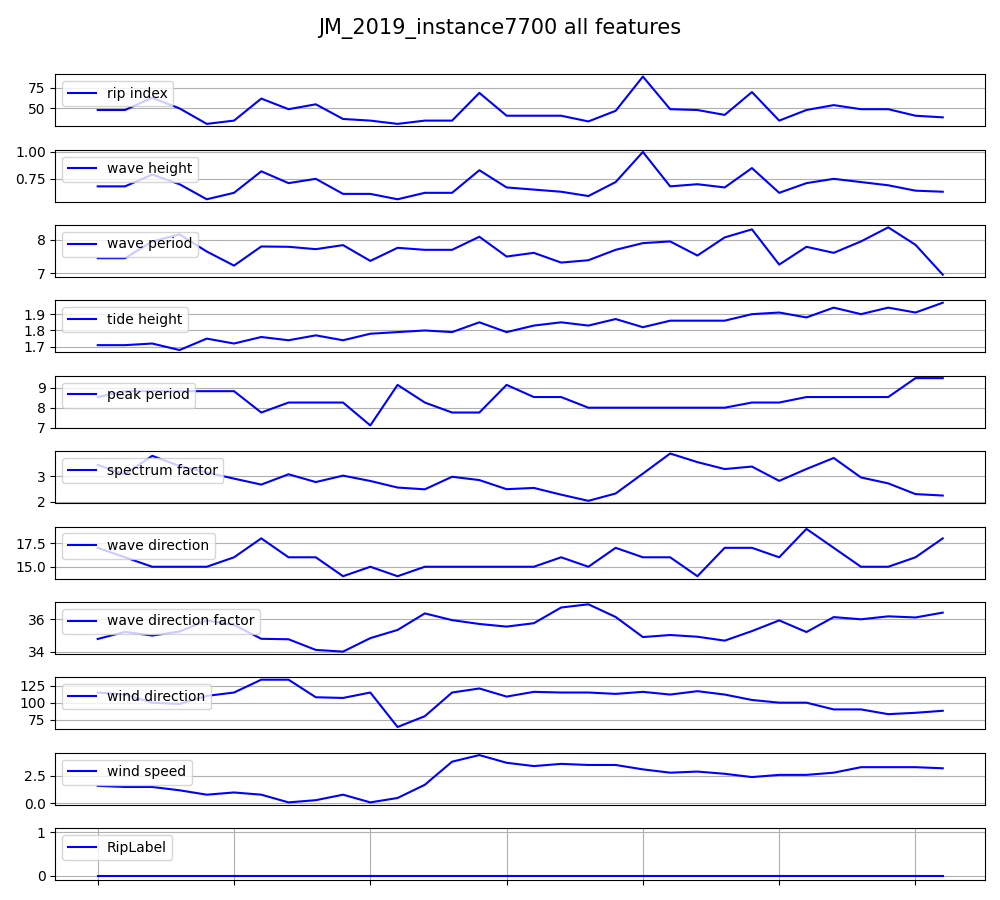 JM_2019_instance7700 all features
75
50
rip index
1.00
0.75
wave height
8
7
wave period
1.9
1.8
1.7
tide height
9
8
7
peak period
3
2
spectrum factor
17.5
15.0
wave direction
36
34
wave direction factor
125
100
75
wind direction
2.5
0.0
wind speed
1
0
RipLabel